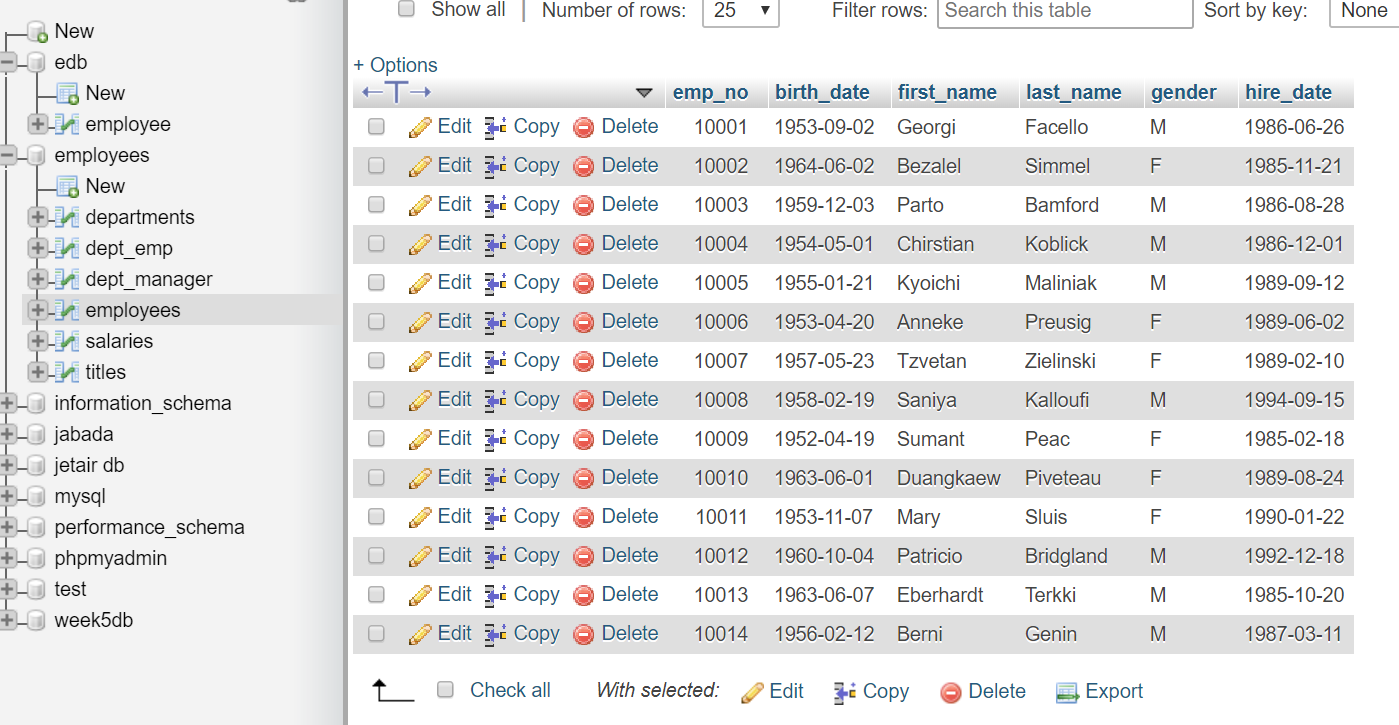 New
edb
New
employee
employees
New
departments
dept_emp
dept_manager
employees
salaries
titles
information_schema
jabada
jetair db
mysql
performance_schema
phpmyadmin
test
week5db
Show all | Number of rows: 25 Filter rows: Search this table Sort by key: None
+ Options
emp_no birth_date first_name last_name gender hire_date
Edit Copy Delete 10001 1953-09-02 Georgi Facello M 1986-06-26
Edit Copy Delete 10002 1964-06-02 Bezalel Simmel F 1985-11-21
Edit Copy Delete 10003 1959-12-03 Parto Bamford M 1986-08-28
Edit Copy Delete 10004 1954-05-01 Chirstian Koblick M 1986-12-01
Edit Copy Delete 10005 1955-01-21 Kyoichi Maliniak M 1989-09-12
Edit Copy Delete 10006 1953-04-20 Anneke Preusig F 1989-06-02
Edit Copy Delete 10007 1957-05-23 Tzvetan Zielinski F 1989-02-10
Edit Copy Delete 10008 1958-02-19 Saniya Kalloufi M 1994-09-15
Edit Copy Delete 10009 1952-04-19 Sumant Peac F 1985-02-18
Edit Copy Delete 10010 1963-06-01 Duangkaew Piveteau F 1989-08-24
Edit Copy Delete 10011 1953-11-07 Mary Sluis F 1990-01-22
Edit Copy Delete 10012 1960-10-04 Patricio Bridgland M 1992-12-18
Edit Copy Delete 10013 1963-06-07 Eberhardt Terkki M 1985-10-20
Edit Copy Delete 10014 1956-02-12 Berni Genin M 1987-03-11
Check all With selected: Edit Copy Delete Export